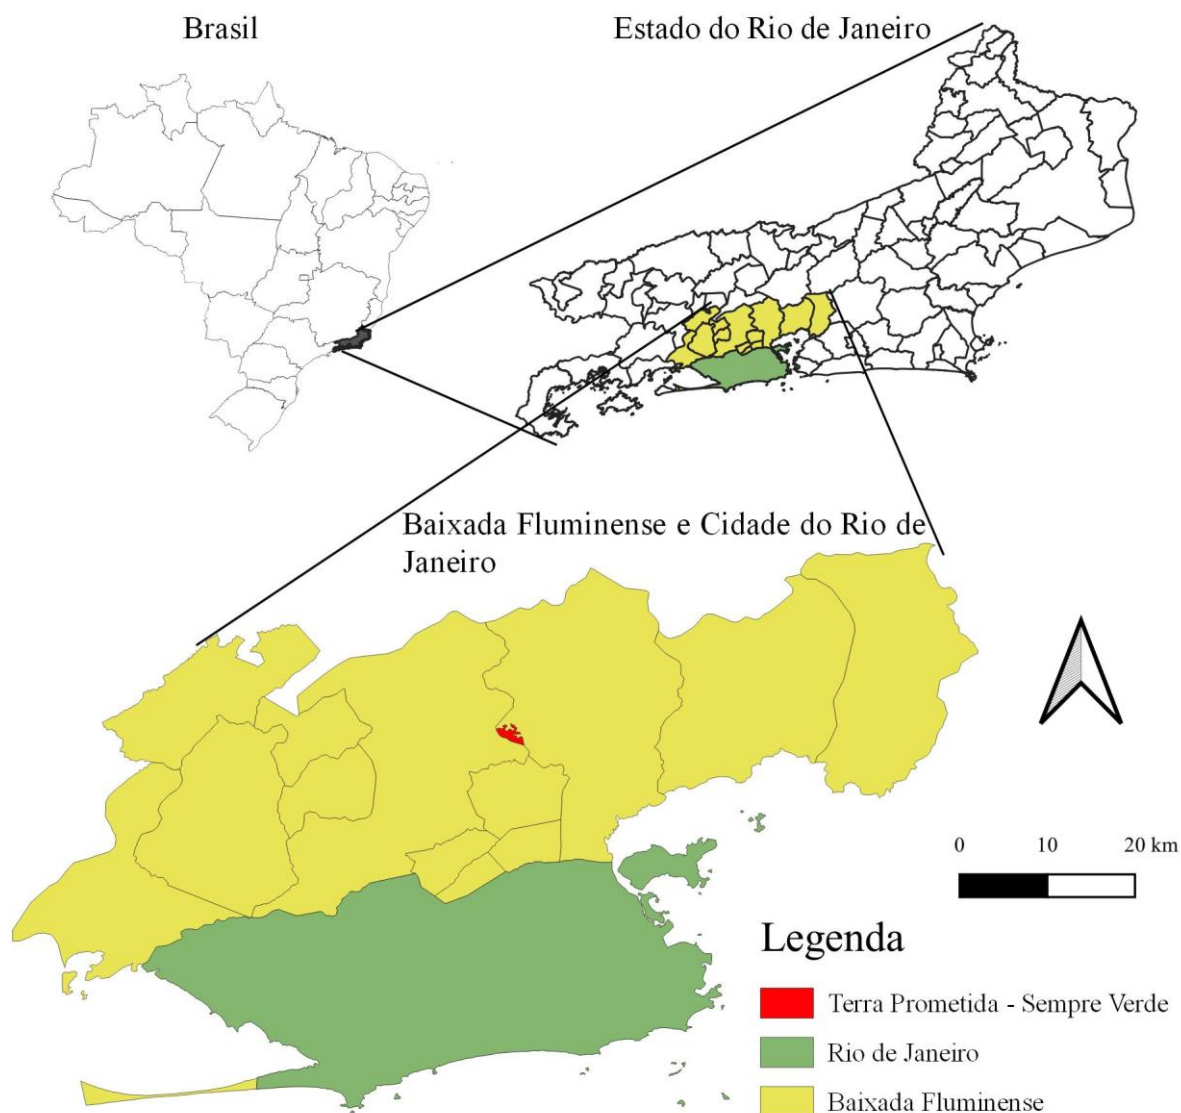 Brasil
Estado do Rio de Janeiro
Baixada Fluminense e Cidade do Rio de
Janeiro
0 10 20 km
Legenda
Terra Prometida - Sempre Verde
Rio de Janeiro
Baixada Fluminense